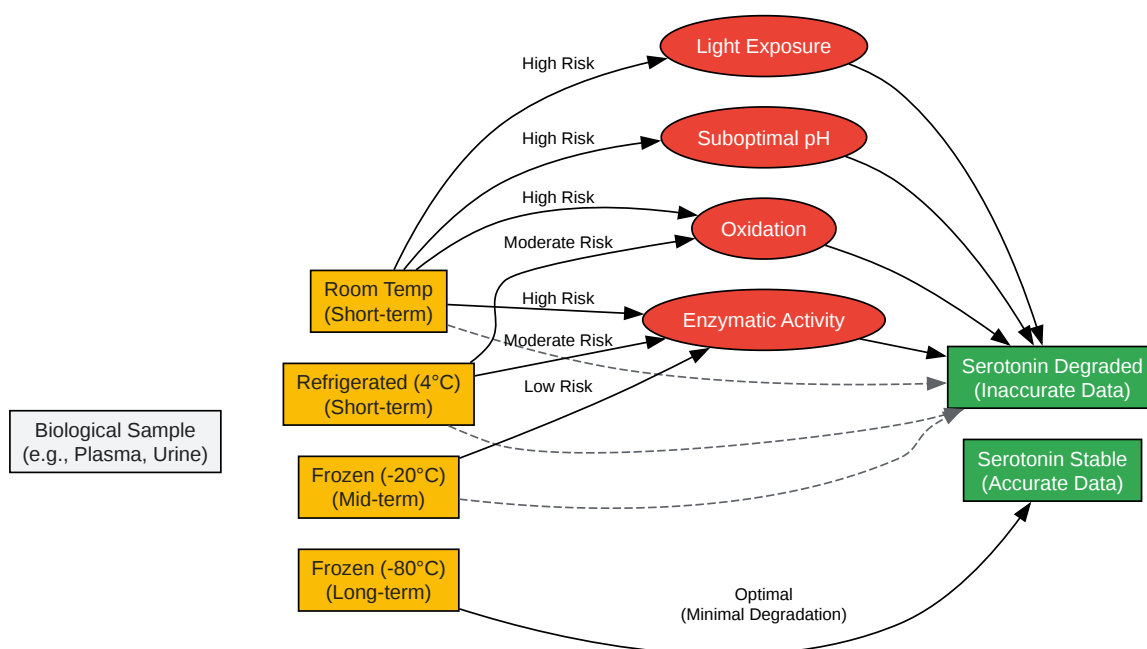 Light Exposure
High Risk
Suboptimal pH
High Risk
High Risk
Oxidation
Moderate Risk
Room Temp
(Short-term)
High Risk
Enzymatic Activity
Moderate Risk
Refrigerated (4°C)
(Short-term)
Low Risk
Serotonin Degraded
(Inaccurate Data)
Biological Sample
(e.g., Plasma, Urine)
Frozen (-20°C)
(Mid-term)
Serotonin Stable
(Accurate Data)
Frozen (-80°C)
(Long-term)
Optimal
(Minimal Degradation)